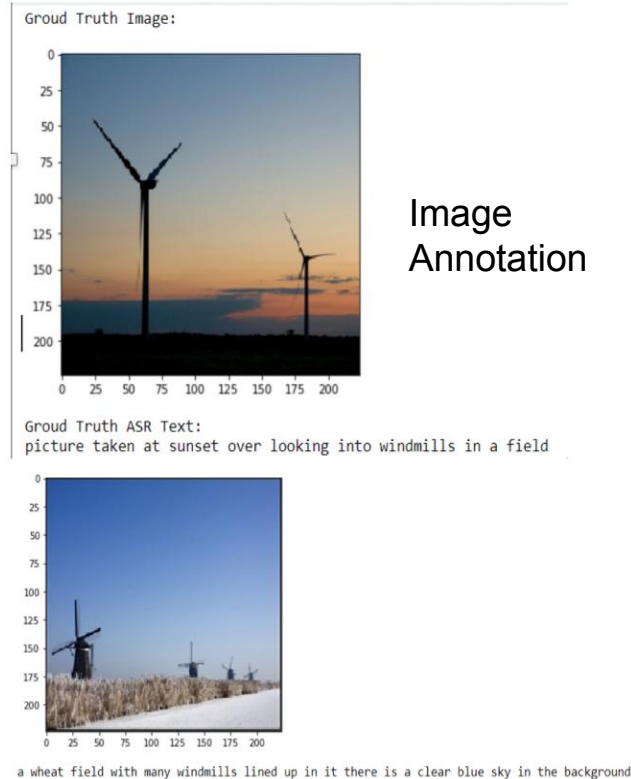 Groud Truth Image:
0
25
50
75
100
125
150
175
200
0 25 50 75 100 125 150 175 200
Image
Annotation
Groud Truth ASR Text:
picture taken at sunset over looking into windmills in a field
0
25
50
75
100
125
150
175
200
0 25 50 75 100 125 150 175 200
a wheat field with many windmills lined up in it there is a clear blue sky in the background